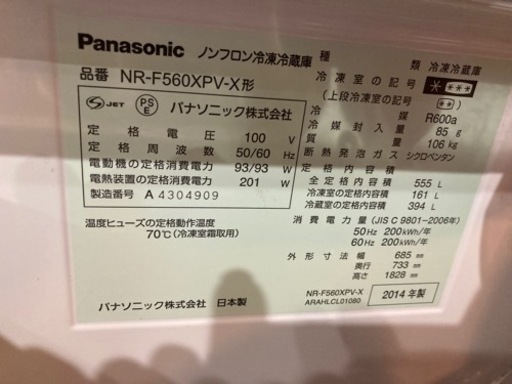 Panasonic ノンフロン冷凍冷蔵庫
品番 NR-F560XPV-X形
S JET PSE パナソニック株式会社
定格電圧 100 V
定格周波数 50/60 Hz
電動機の定格消費電力 93/93 W
電熱装置の定格消費電力 201 W
製造番号 A 4304909
温度ヒューズの定格動作温度
70℃(冷凍室霜取用)
パナソニック株式会社 日本製
種類 冷凍冷蔵庫
冷凍室の記号 * ***
(上段冷凍室の記号 **)
冷媒 R600a
冷媒封入量 85 g
質量 106 kg
断熱発泡ガス シクロペンタン
全定格内容積 555 L
冷凍室の定格内容積 161 L
冷蔵室の定格内容積 394 L
消費電力量 (JIS C 9801-2006年)
50 Hz 200kWh/年
60 Hz 200kWh/年
外形寸法 幅 685 mm
奥行 733 mm
高さ 1828 mm
NR-F560XPV-X
ARAHLCL01080
2014年製